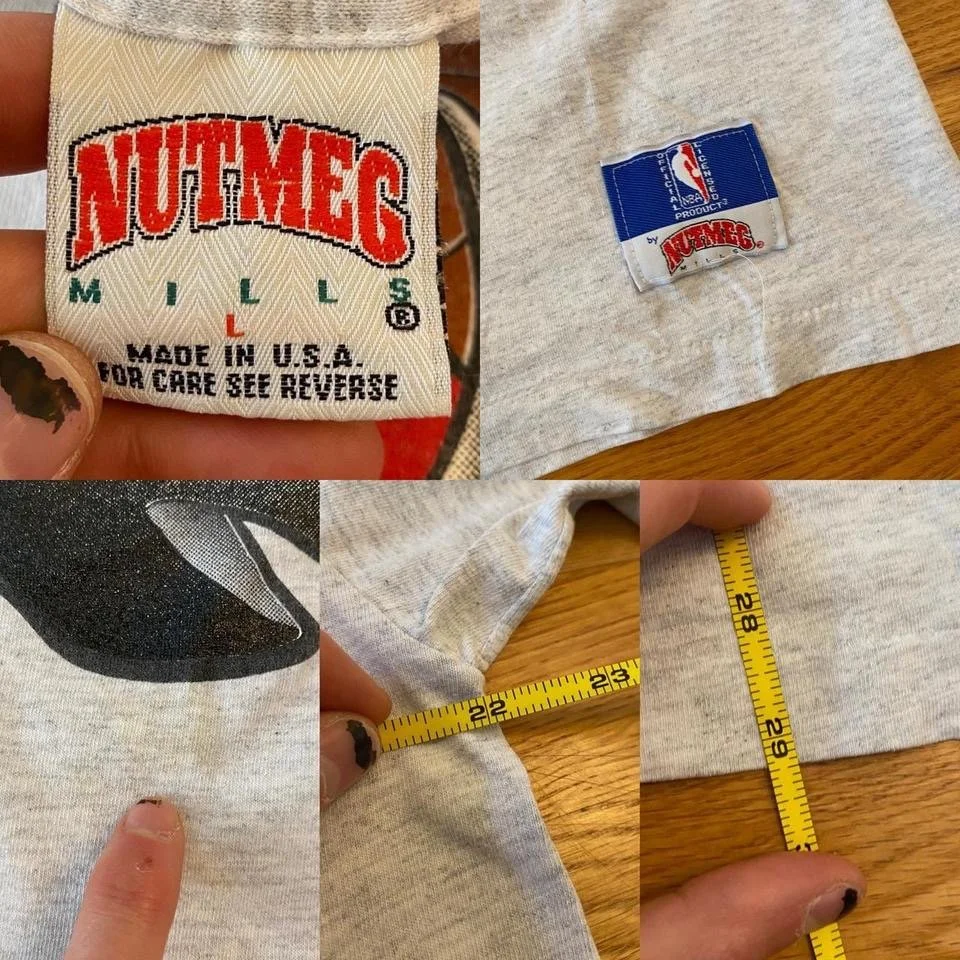 NUTMEG
MILLS®
L
MADE IN U.S.A.
FOR CARE SEE REVERSE
OFFICIAL LICENSED
NBA
PRODUCT
by NUTMEG
MILLS
22 23
28
29